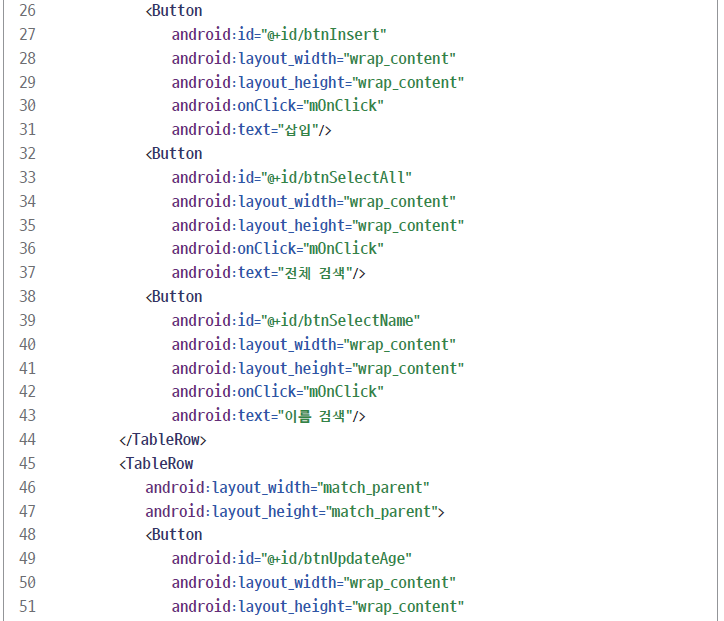 26 <Button
27 android:id="@+id/btnInsert"
28 android:layout_width="wrap_content"
29 android:layout_height="wrap_content"
30 android:onClick="mOnClick"
31 android:text="삽입"/>
32 <Button
33 android:id="@+id/btnSelectAll"
34 android:layout_width="wrap_content"
35 android:layout_height="wrap_content"
36 android:onClick="mOnClick"
37 android:text="전체 검색"/>
38 <Button
39 android:id="@+id/btnSelectName"
40 android:layout_width="wrap_content"
41 android:layout_height="wrap_content"
42 android:onClick="mOnClick"
43 android:text="이름 검색"/>
44 </TableRow>
45 <TableRow
46 android:layout_width="match_parent"
47 android:layout_height="match_parent">
48 <Button
49 android:id="@+id/btnUpdateAge"
50 android:layout_width="wrap_content"
51 android:layout_height="wrap_content"